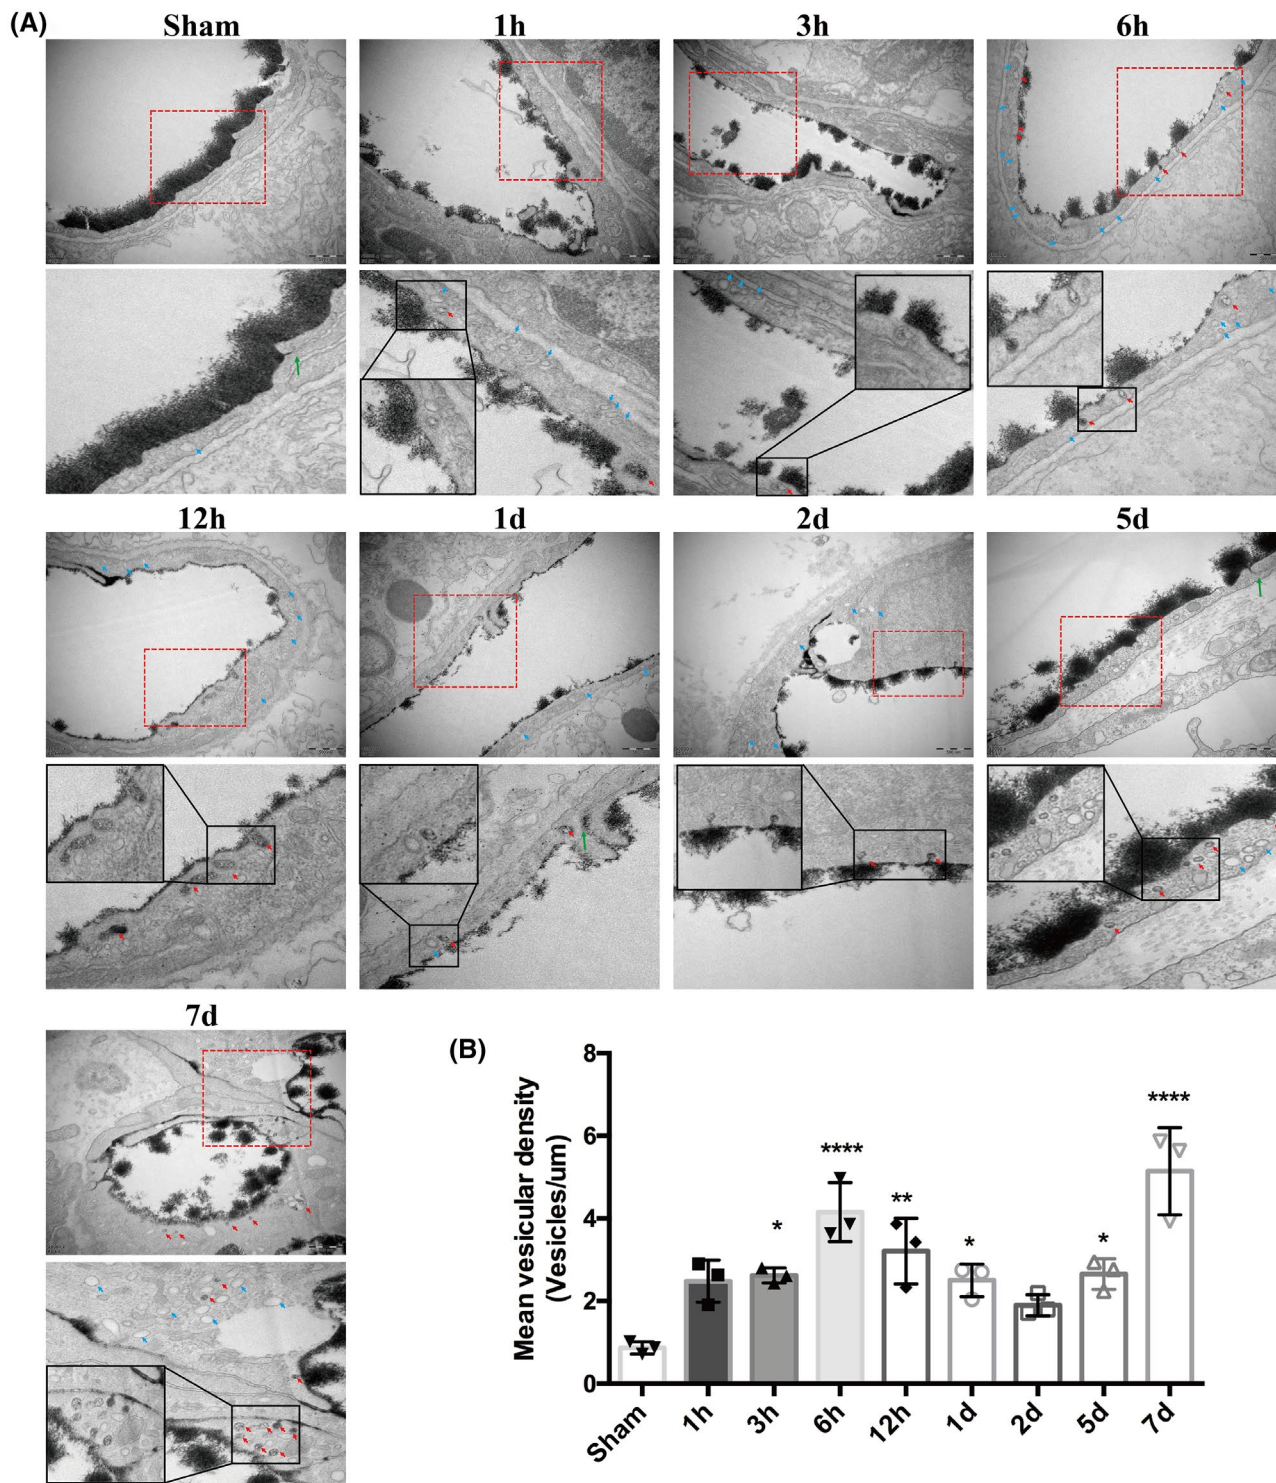 (A)
Sham 1h 3h 6h
12h 1d 2d 5d
7d
(B)
Mean vesicular density
(Vesicles/um)
8
6
4
2
0
*
****
**
*
*
****
Sham 1h 3h 6h 12h 1d 2d 5d 7d